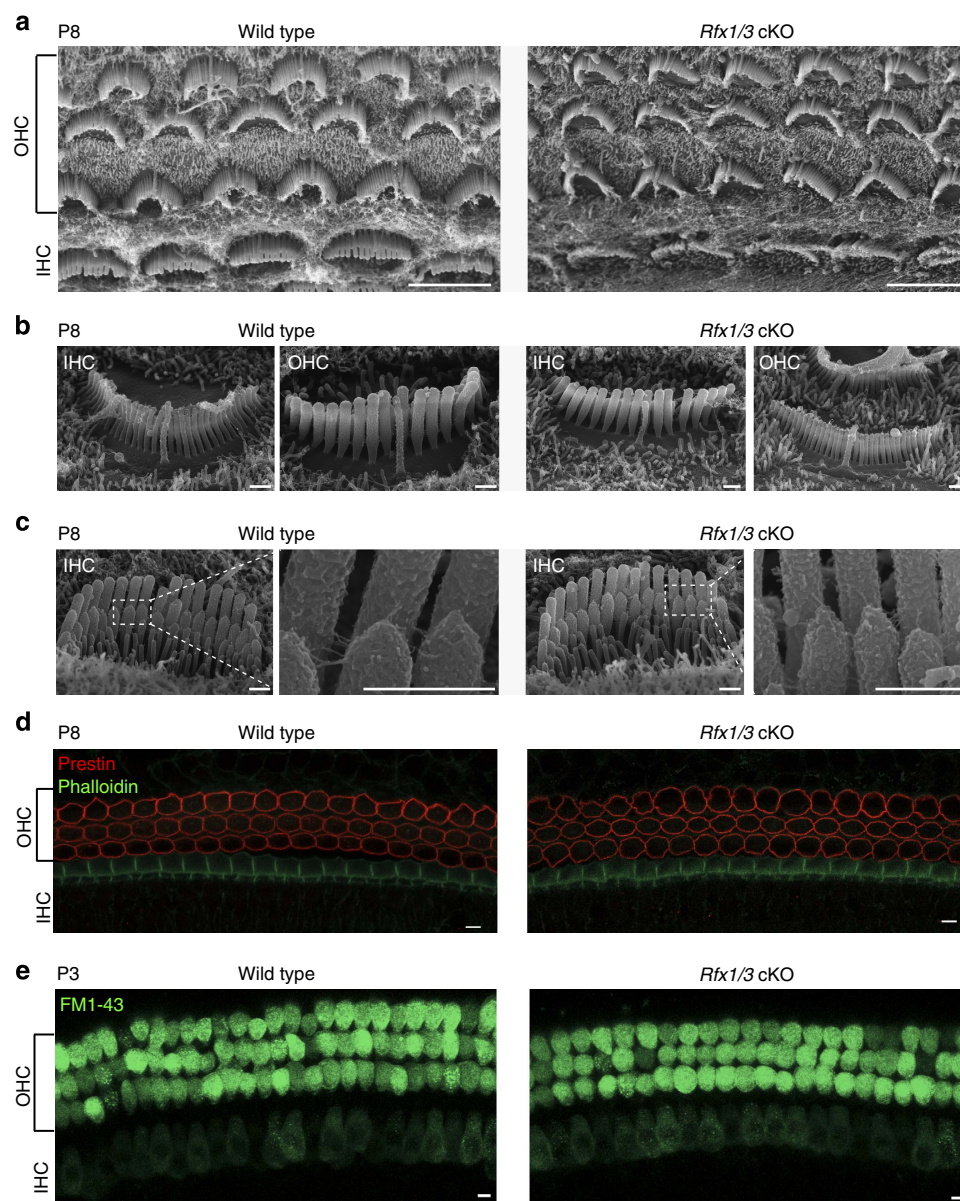 a
P8 Wild type Rfx1/3 cKO
OHC
IHC
b
P8 Wild type Rfx1/3 cKO
IHC OHC IHC OHC
c
P8 Wild type Rfx1/3 cKO
IHC IHC
d
P8 Wild type Rfx1/3 cKO
Prestin
Phalloidin
OHC
IHC
e
P3 Wild type Rfx1/3 cKO
FM1-43
OHC
IHC